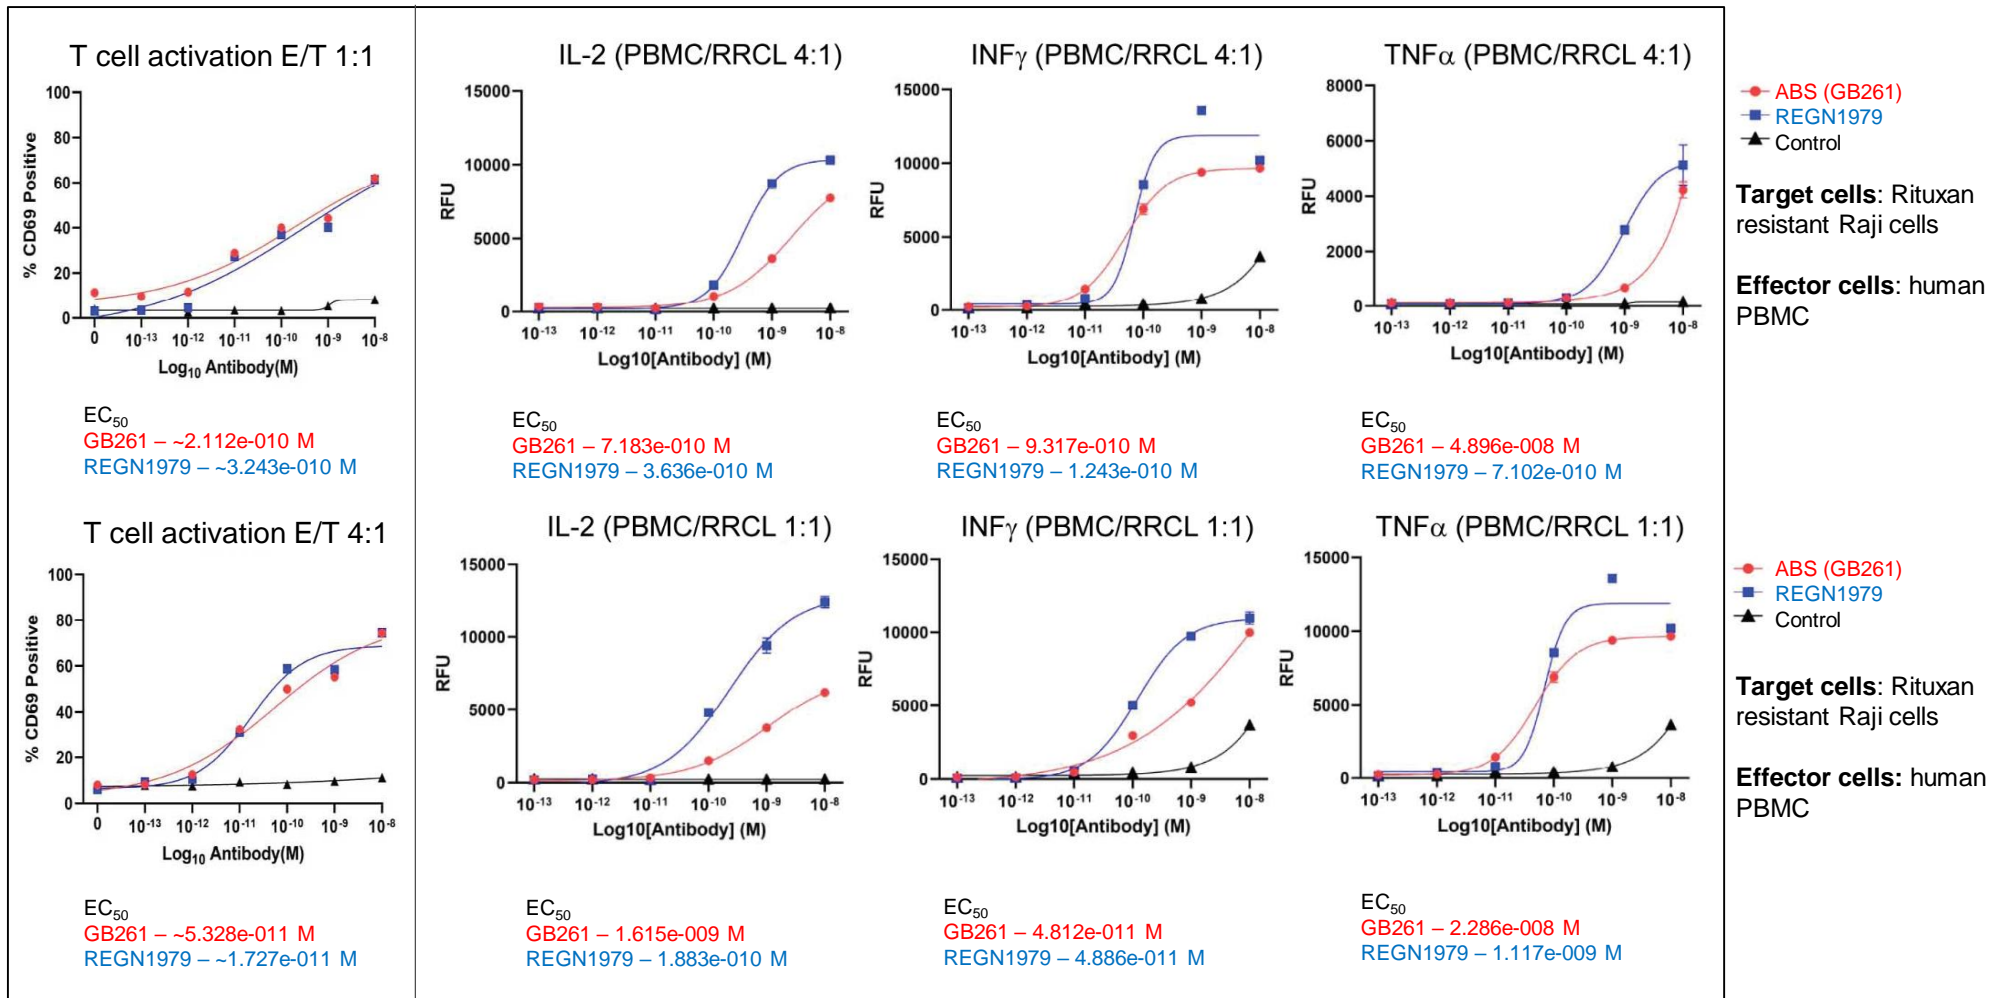 T cell activation E/T 1:1
% CD69 Positive
100
80
60
40
20
0
0 10-13 10-12 10-11 10-10 10-9 10-8
Log10 Antibody(M)
EC50
GB261 – ~2.112e-010 M
REGN1979 – ~3.243e-010 M
IL-2 (PBMC/RRCL 4:1)
RFU
15000
10000
5000
0
10-13 10-12 10-11 10-10 10-9 10-8
Log10[Antibody] (M)
EC50
GB261 – 7.183e-010 M
REGN1979 – 3.636e-010 M
INFγ (PBMC/RRCL 4:1)
RFU
15000
10000
5000
0
10-13 10-12 10-11 10-10 10-9 10-8
Log10[Antibody] (M)
EC50
GB261 – 9.317e-010 M
REGN1979 – 1.243e-010 M
TNFα (PBMC/RRCL 4:1)
RFU
8000
6000
4000
2000
0
10-13 10-12 10-11 10-10 10-9 10-8
Log10[Antibody] (M)
EC50
GB261 – 4.896e-008 M
REGN1979 – 7.102e-010 M
ABS (GB261)
REGN1979
Control
Target cells: Rituxan
resistant Raji cells
Effector cells: human
PBMC
T cell activation E/T 4:1
% CD69 Positive
100
80
60
40
20
0
0 10-13 10-12 10-11 10-10 10-9 10-8
Log10 Antibody(M)
EC50
GB261 – ~5.328e-011 M
REGN1979 – ~1.727e-011 M
IL-2 (PBMC/RRCL 1:1)
RFU
15000
10000
5000
0
10-13 10-12 10-11 10-10 10-9 10-8
Log10[Antibody] (M)
EC50
GB261 – 1.615e-009 M
REGN1979 – 1.883e-010 M
INFγ (PBMC/RRCL 1:1)
RFU
15000
10000
5000
0
10-13 10-12 10-11 10-10 10-9 10-8
Log10[Antibody] (M)
EC50
GB261 – 4.812e-011 M
REGN1979 – 4.886e-011 M
TNFα (PBMC/RRCL 1:1)
RFU
15000
10000
5000
0
10-13 10-12 10-11 10-10 10-9 10-8
Log10[Antibody] (M)
EC50
GB261 – 2.286e-008 M
REGN1979 – 1.117e-009 M
ABS (GB261)
REGN1979
Control
Target cells: Rituxan
resistant Raji cells
Effector cells: human
PBMC